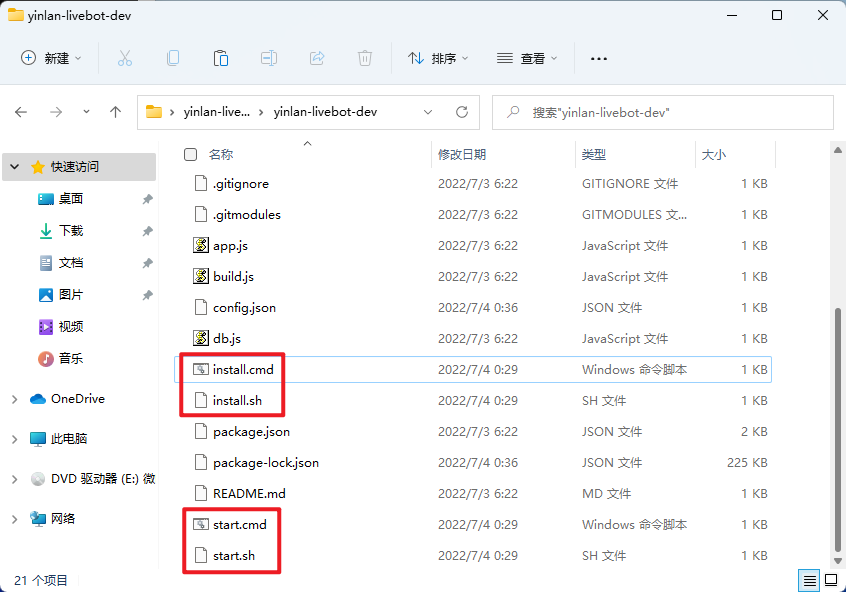 yinlan-livebot-dev
新建 排序 查看
yinlan-live... yinlan-livebot-dev 搜索"yinlan-livebot-dev"
快速访问
桌面
下载
文档
图片
视频
音乐
OneDrive
此电脑
DVD 驱动器 (E:) 微
网络
名称 修改日期 类型 大小
.gitignore 2022/7/3 6:22 GITIGNORE 文件 1 KB
.gitmodules 2022/7/3 6:22 GITMODULES 文... 1 KB
app.js 2022/7/3 6:22 JavaScript 文件 1 KB
build.js 2022/7/3 6:22 JavaScript 文件 1 KB
config.json 2022/7/4 0:36 JSON 文件 1 KB
db.js 2022/7/3 6:22 JavaScript 文件 1 KB
install.cmd 2022/7/4 0:29 Windows 命令脚本 1 KB
install.sh 2022/7/4 0:29 SH 文件 1 KB
package.json 2022/7/3 6:22 JSON 文件 2 KB
package-lock.json 2022/7/4 0:36 JSON 文件 225 KB
README.md 2022/7/3 6:22 MD 文件 1 KB
start.cmd 2022/7/4 0:29 Windows 命令脚本 1 KB
start.sh 2022/7/4 0:29 SH 文件 1 KB
21 个项目